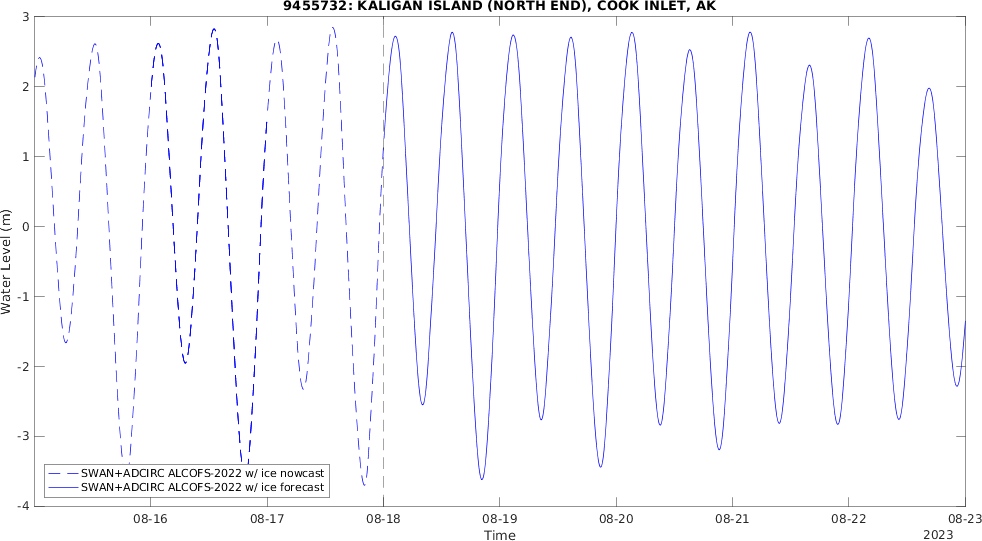 9455732: KALIGAN ISLAND (NORTH END), COOK INLET, AK
3
2
1
0
-1
-2
-3
-4
Water Level (m)
SWAN+ADCIRC ALCOFS-2022 w/ ice nowcast
SWAN+ADCIRC ALCOFS-2022 w/ ice forecast
08-16 08-17 08-18 08-19 08-20 08-21 08-22 08-23
Time
2023